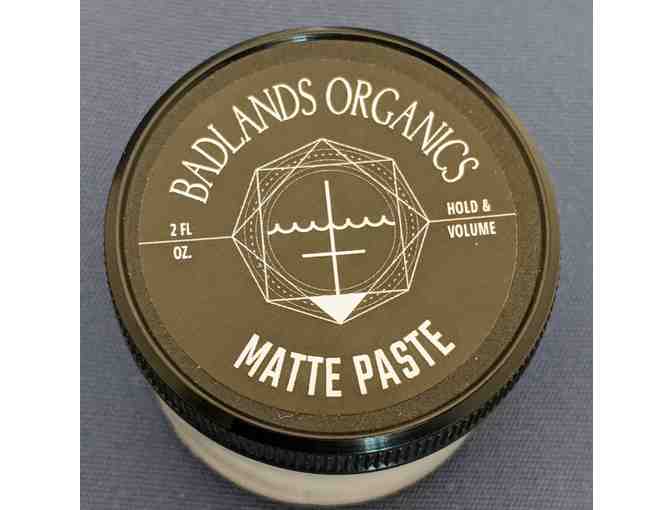 BADLANDS ORGANICS
2 FL
OZ.
HOLD &
VOLUME
MATTE PASTE